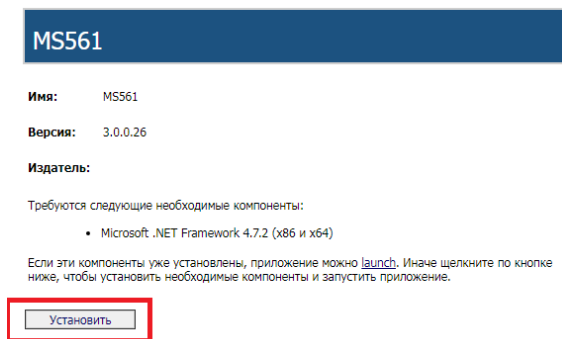 MS561
Имя: MS561
Версия: 3.0.0.26
Издатель:
Требуются следующие необходимые компоненты:
• Microsoft .NET Framework 4.7.2 (x86 и x64)
Если эти компоненты уже установлены, приложение можно launch. Иначе щелкните по кнопке
ниже, чтобы установить необходимые компоненты и запустить приложение.
Установить